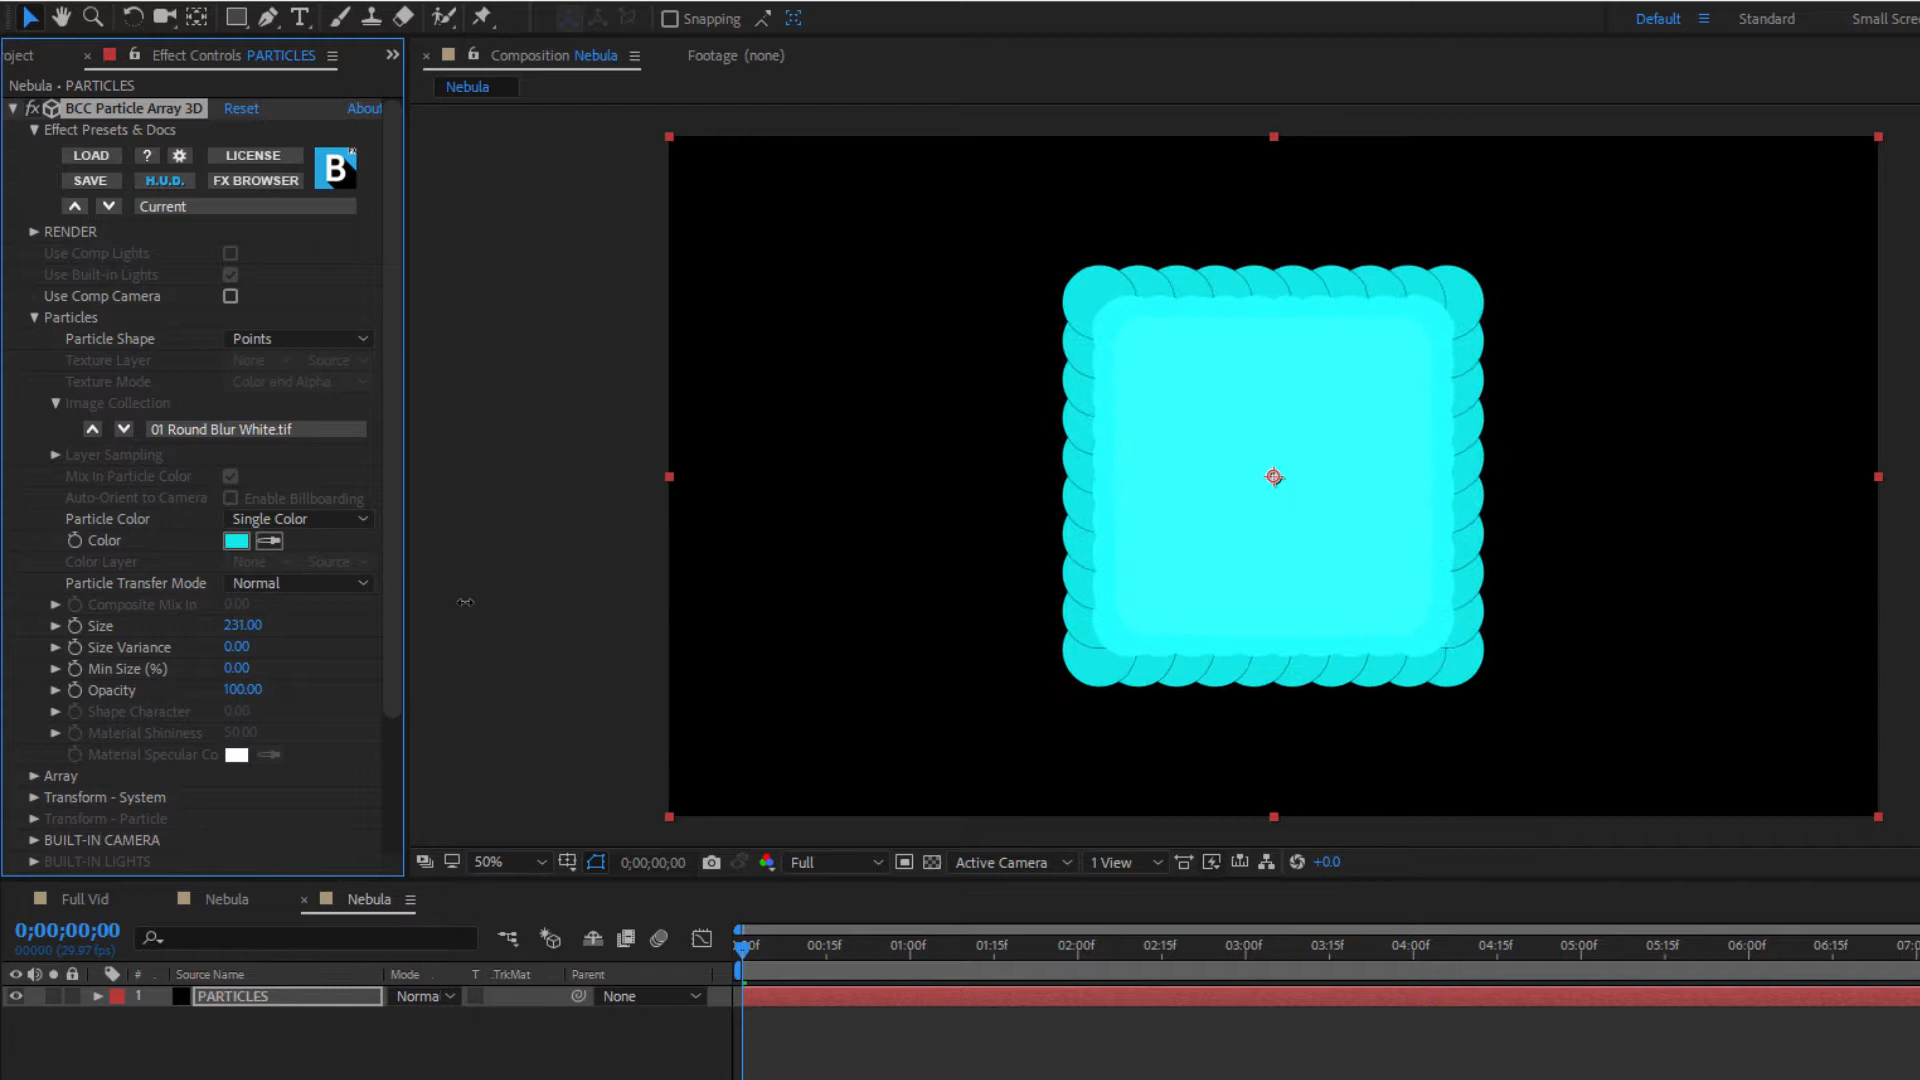 Snapping
Default
Standard
Small Scre
roject
× Effect Controls PARTICLES
× Composition Nebula
Footage (none)
Nebula • PARTICLES
Nebula
fx BCC Particle Array 3D
Reset
About
Effect Presets & Docs
LOAD
?
LICENSE
B
FX
SAVE
H.U.D.
FX BROWSER
Current
RENDER
Use Comp Lights
Use Built-in Lights
Use Comp Camera
Particles
Particle Shape
Points
Texture Layer
None
Source
Texture Mode
Color and Alpha
Image Collection
01 Round Blur White.tif
Layer Sampling
Mix In Particle Color
Auto-Orient to Camera
Enable Billboarding
Particle Color
Single Color
Color
Color Layer
None
Source
Particle Transfer Mode
Normal
Composite Mix In
0.00
Size
231.00
Size Variance
0.00
Min Size (%)
0.00
Opacity
100.00
Shape Character
0.00
Material Shininess
50.00
Material Specular Co
Array
Transform - System
Transform - Particle
BUILT-IN CAMERA
BUILT-IN LIGHTS
50%
0;00;00;00
Full
Active Camera
1 View
+0.0
Full Vid
Nebula
× Nebula
0;00;00;00
00000 (29.97 fps)
:00f
00:15f
01:00f
01:15f
02:00f
02:15f
03:00f
03:15f
04:00f
04:15f
05:00f
05:15f
06:00f
06:15f
07:0
#
Source Name
Mode
T
.TrkMat
Parent
1
PARTICLES
Norma
None